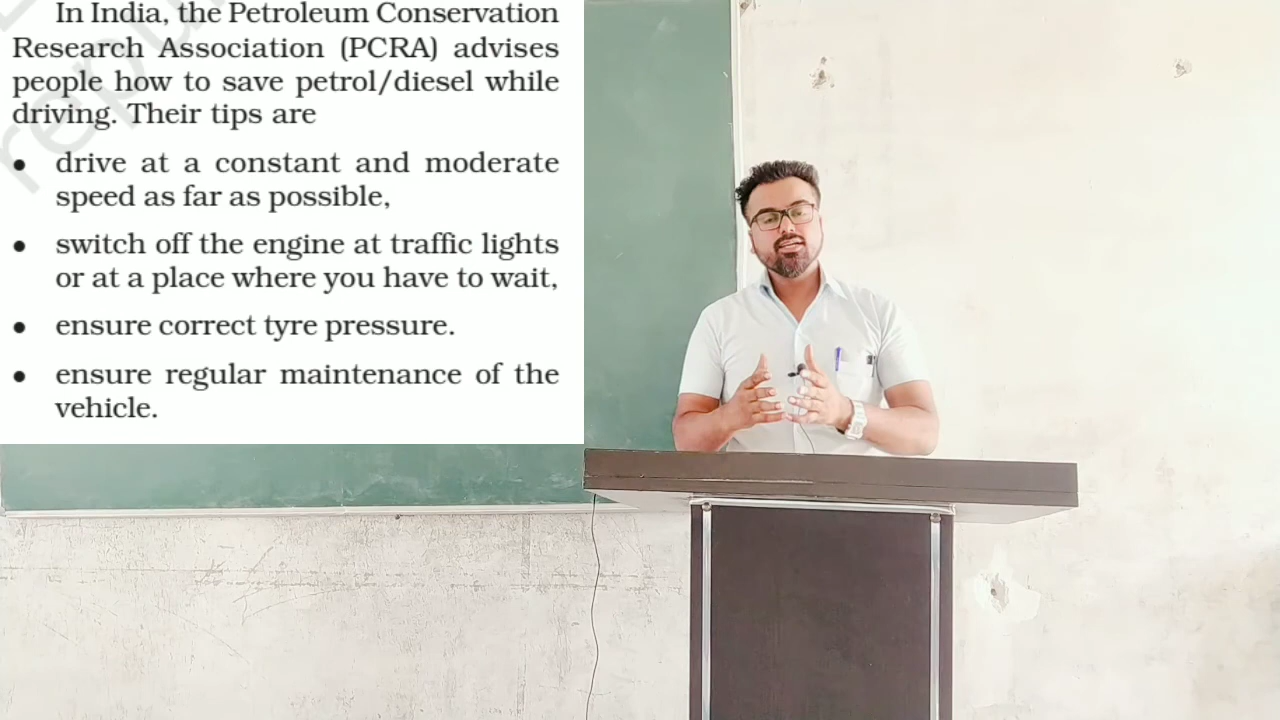 In India, the Petroleum Conservation
Research Association (PCRA) advises
people how to save petrol/diesel while
driving. Their tips are
• drive at a constant and moderate
speed as far as possible,
• switch off the engine at traffic lights
or at a place where you have to wait,
• ensure correct tyre pressure.
• ensure regular maintenance of the
vehicle.